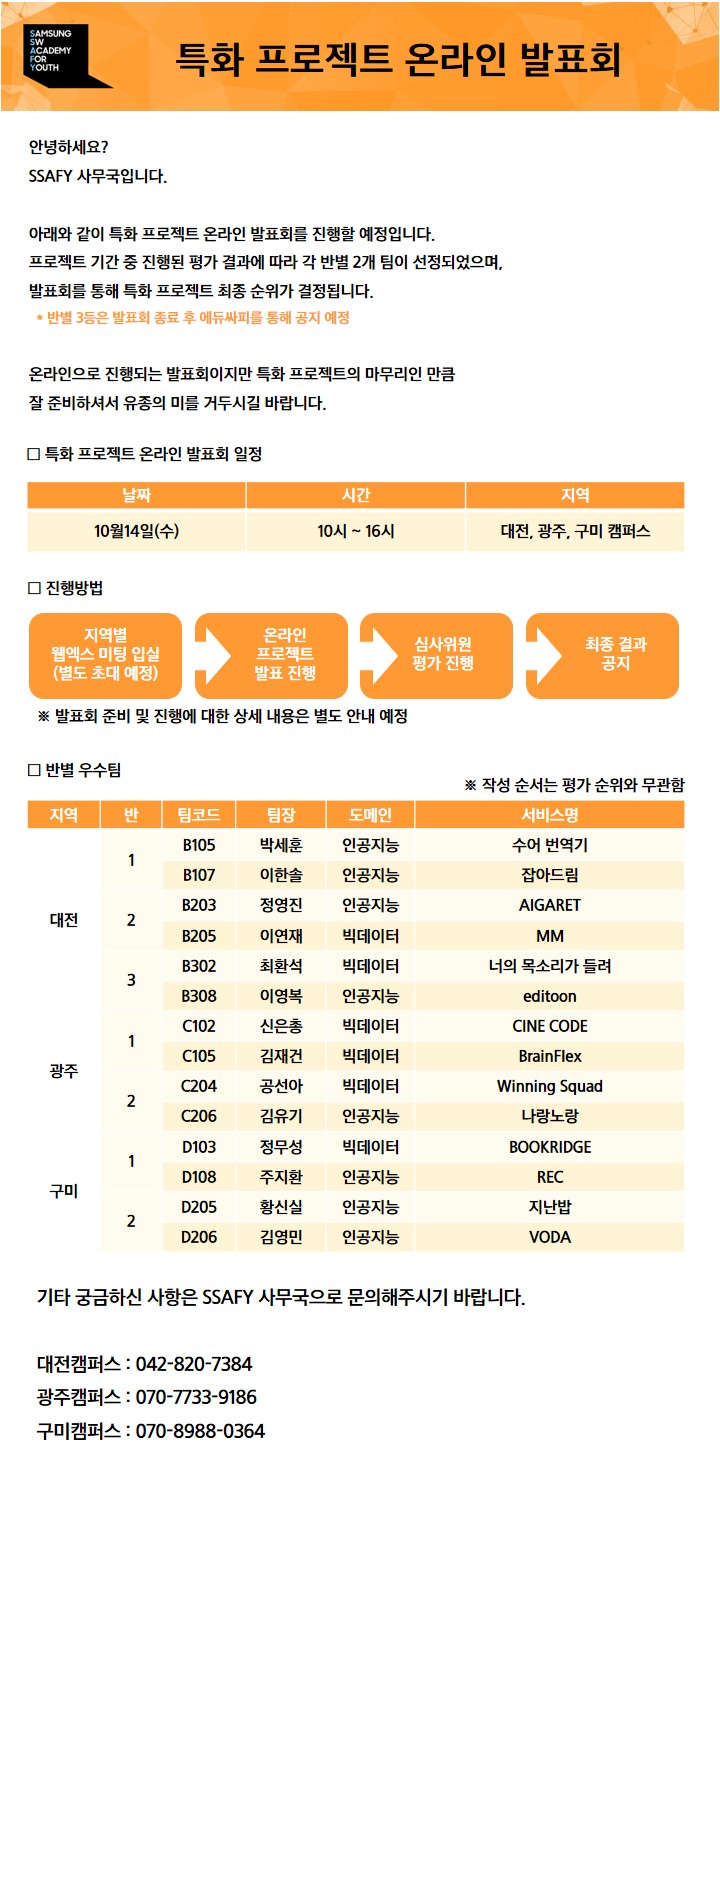 SAMSUNG
SW
ACADEMY
FOR
YOUTH
특화 프로젝트 온라인 발표회
안녕하세요?
SSAFY 사무국입니다.
아래와 같이 특화 프로젝트 온라인 발표회를 진행할 예정입니다.
프로젝트 기간 중 진행된 평가 결과에 따라 각 반별 2개 팀이 선정되었으며,
발표회를 통해 특화 프로젝트 최종 순위가 결정됩니다.
* 반별 3등은 발표회 종료 후 에듀싸피를 통해 공지 예정
온라인으로 진행되는 발표회이지만 특화 프로젝트의 마무리인 만큼
잘 준비하셔서 유종의 미를 거두시길 바랍니다.
□ 특화 프로젝트 온라인 발표회 일정
날짜 시간 지역
10월14일(수) 10시 ~ 16시 대전, 광주, 구미 캠퍼스
□ 진행방법
지역별
웹엑스 미팅 입실
(별도 초대 예정)
온라인
프로젝트
발표 진행
심사위원
평가 진행
최종 결과
공지
※ 발표회 준비 및 진행에 대한 상세 내용은 별도 안내 예정
□ 반별 우수팀
※ 작성 순서는 평가 순위와 무관함
지역 반 팀코드 팀장 도메인 서비스명
대전 1 B105 박세훈 인공지능 수어 번역기
B107 이한솔 인공지능 잡아드림
2 B203 정영진 인공지능 AIGARET
B205 이연재 빅데이터 MM
3 B302 최환석 빅데이터 너의 목소리가 들려
B308 이영복 인공지능 editoon
광주 1 C102 신은총 빅데이터 CINE CODE
C105 김재건 빅데이터 BrainFlex
2 C204 공선아 빅데이터 Winning Squad
C206 김유기 인공지능 나랑노랑
구미 1 D103 정무성 빅데이터 BOOKRIDGE
D108 주지환 인공지능 REC
2 D205 황신실 인공지능 지난밥
D206 김영민 인공지능 VODA
기타 궁금하신 사항은 SSAFY 사무국으로 문의해주시기 바랍니다.
대전캠퍼스 : 042-820-7384
광주캠퍼스 : 070-7733-9186
구미캠퍼스 : 070-8988-0364